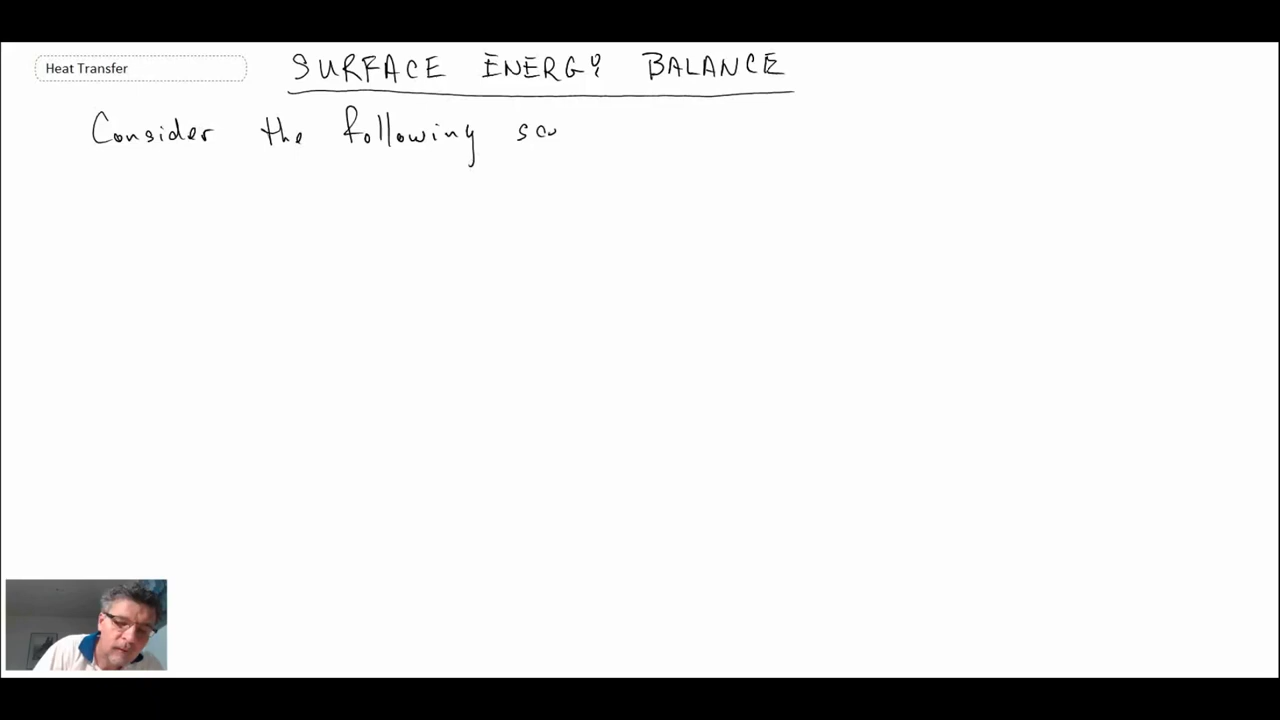 Heat Transfer
SURFACE ENERGY BALANCE
Consider the following